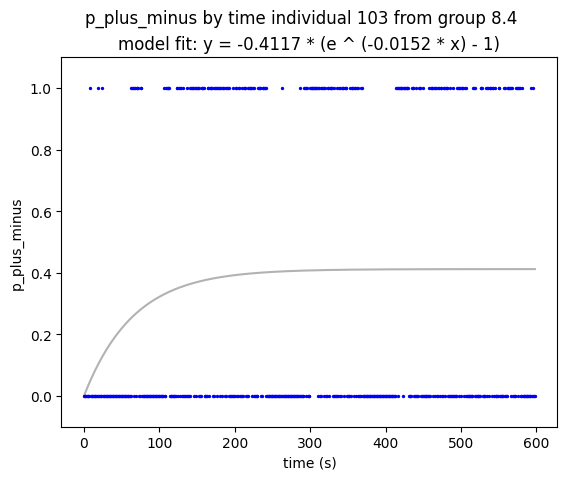 p_plus_minus by time individual 103 from group 8.4
model fit: y = -0.4117 * (e ^ (-0.0152 * x) - 1)
1.0
0.8
0.6
0.4
0.2
0.0
p_plus_minus
0 100 200 300 400 500 600
time (s)